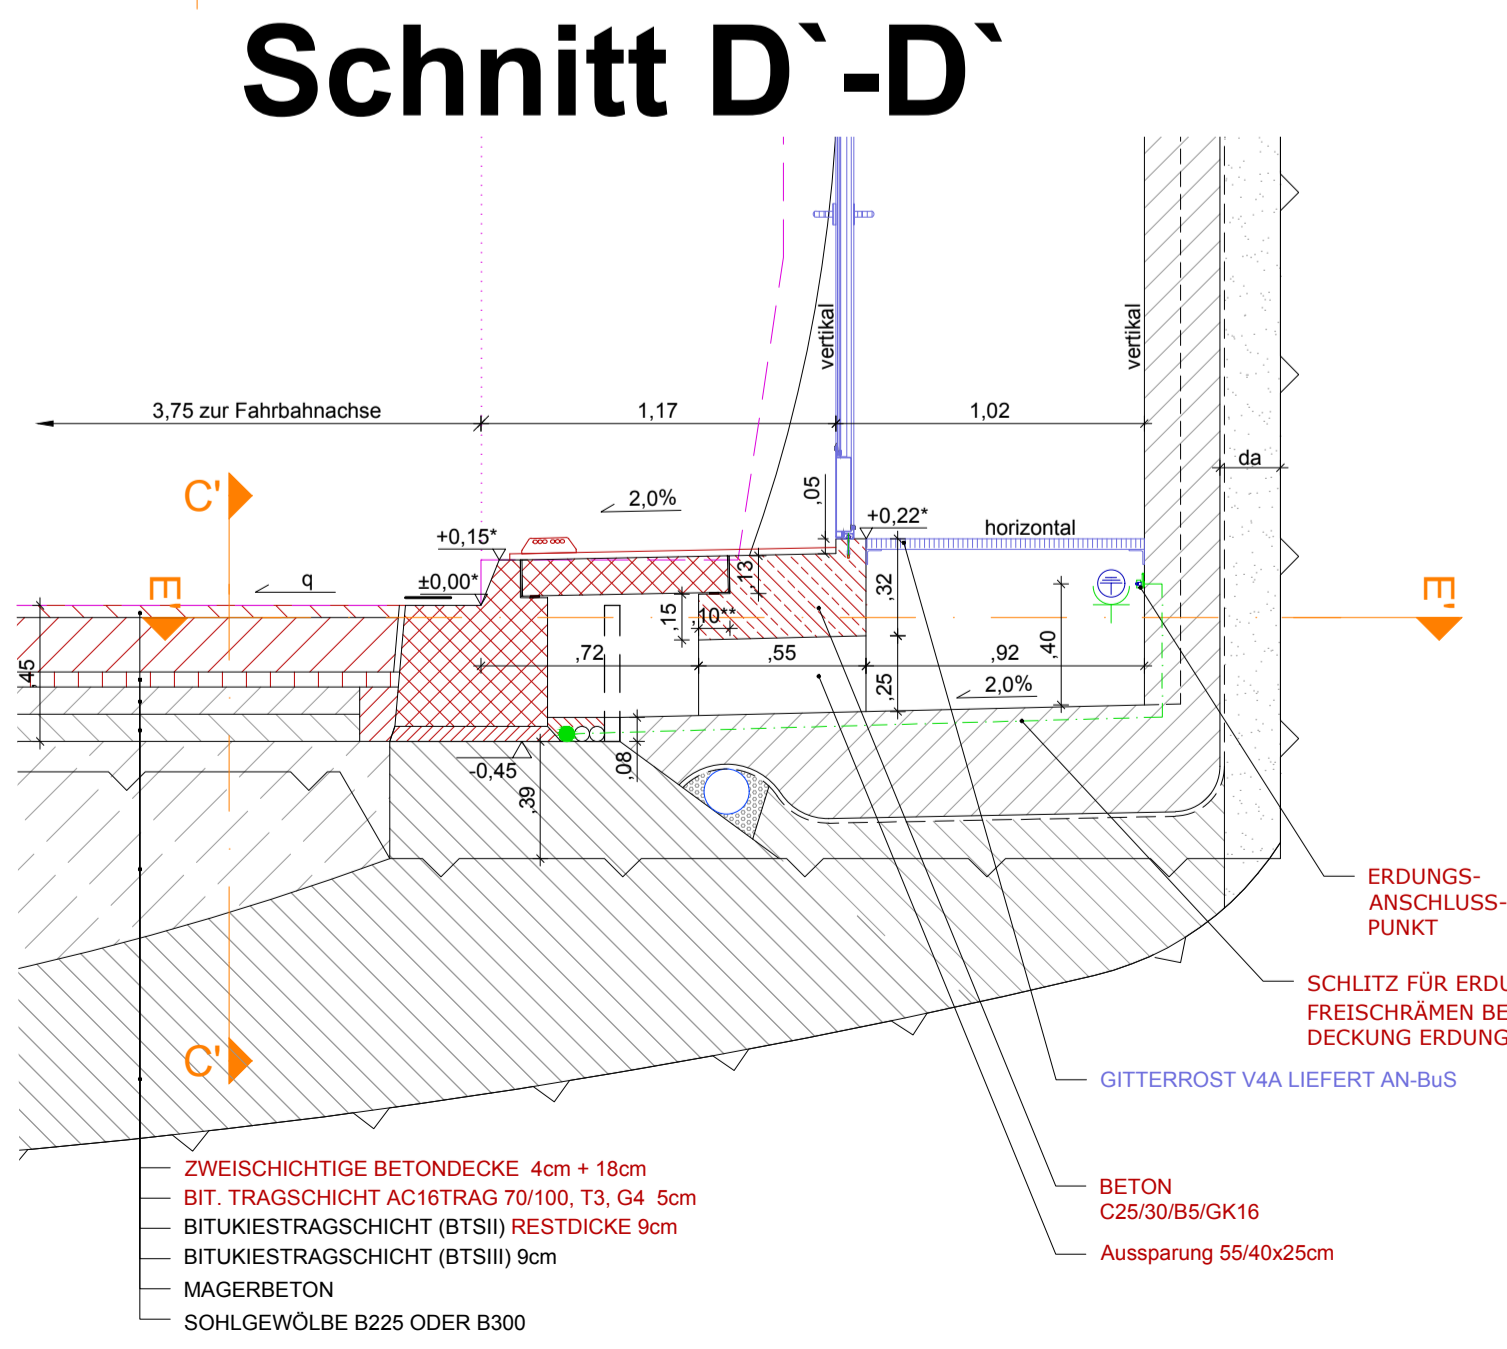 Schnitt D`-D`
vertikal
vertikal
3,75 zur Fahrbahnachse
1,17
1,02
da
C'
2,0%
,05
+0,22*
horizontal
+0,15*
E'
q
±0,00*
,13
,32
E'
,15
,10**
,40
,45
,72
,55
,92
,25
2,0%
-0,45
,08
,39
ERDUNGS-
ANSCHLUSS-
PUNKT
SCHLITZ FÜR ERDU
FREISCHRÄMEN BE
DECKUNG ERDUNG
C'
GITTERROST V4A LIEFERT AN-BuS
ZWEISCHICHTIGE BETONDECKE 4cm + 18cm
BIT. TRAGSCHICHT AC16TRAG 70/100, T3, G4 5cm
BITUKIESTRAGSCHICHT (BTSII) RESTDICKE 9cm
BITUKIESTRAGSCHICHT (BTSIII) 9cm
MAGERBETON
SOHLGEWÖLBE B225 ODER B300
BETON
C25/30/B5/GK16
Aussparung 55/40x25cm